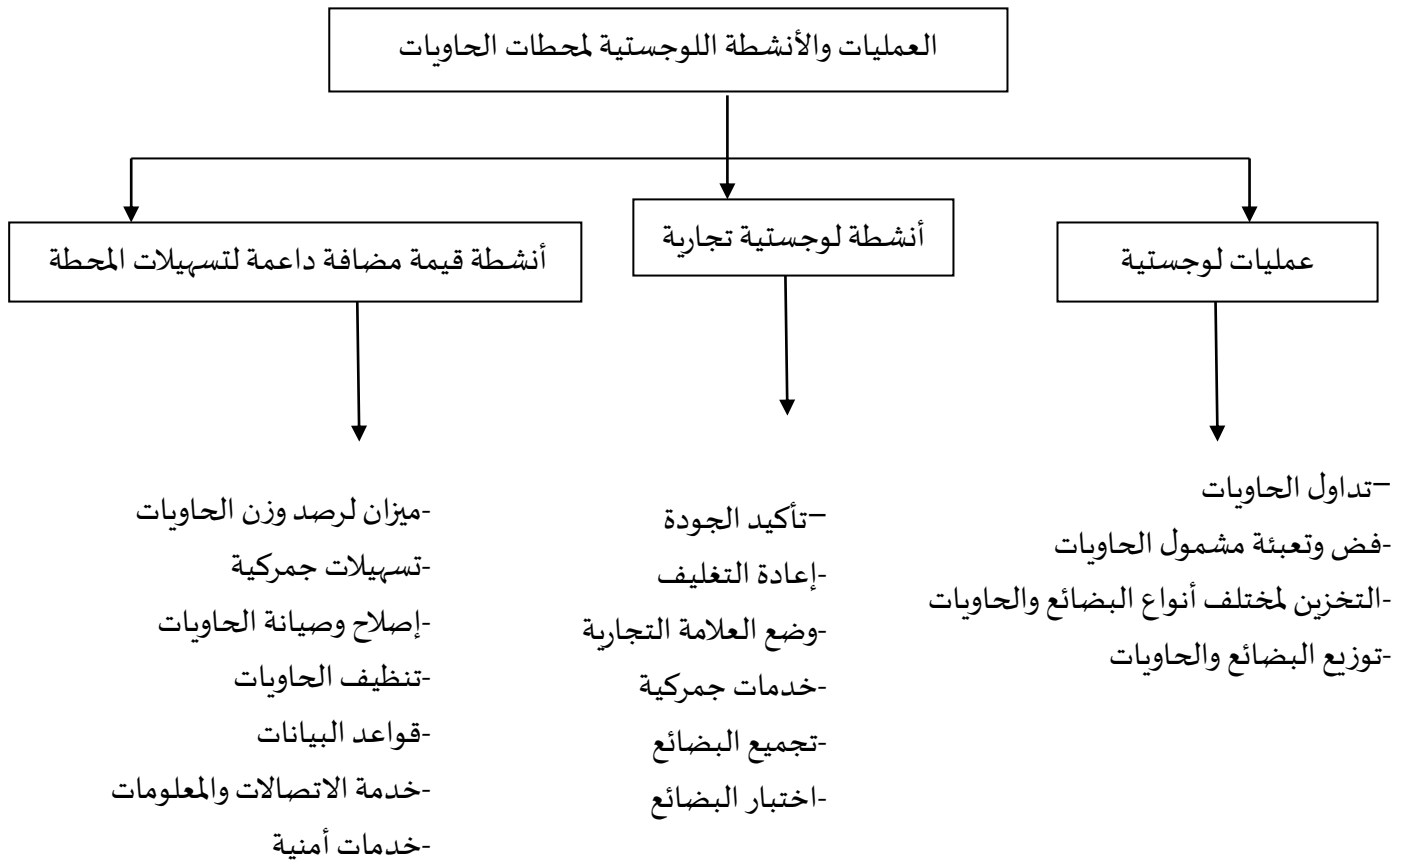 العمليات والأنشطة اللوجستية لمحطات الحاويات
عمليات لوجستية
–تداول الحاويات
-فض وتعبئة مشمول الحاويات
-التخزين لمختلف أنواع البضائع والحاويات
-توزيع البضائع والحاويات
أنشطة لوجستية تجارية
–تأكيد الجودة
-إعادة التغليف
-وضع العلامة التجارية
-خدمات جمركية
-تجميع البضائع
-اختبار البضائع
أنشطة قيمة مضافة داعمة لتسهيلات المحطة
-ميزان لرصد وزن الحاويات
-تسهيلات جمركية
-إصلاح وصيانة الحاويات
-تنظيف الحاويات
-قواعد البيانات
-خدمة الاتصالات والمعلومات
-خدمات أمنية